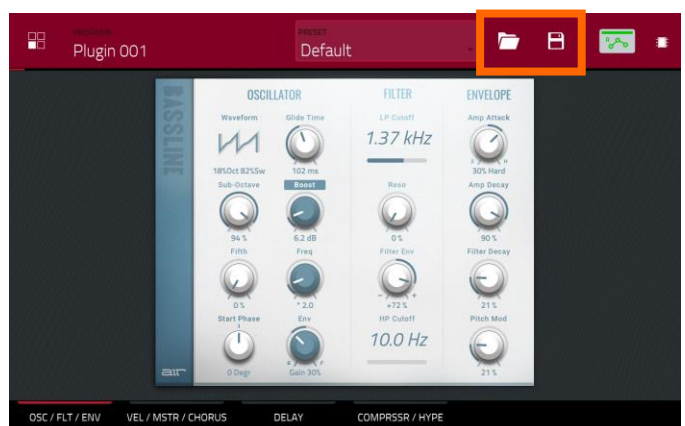 PROGRAM
PRESET
Plugin 001
Default
BASSLINE
OSCILLATOR
FILTER
ENVELOPE
Waveform
Glide Time
LP Cutoff
Amp Attack
1.37 kHz
S
H
18%Oct 82%Sw
102 ms
30% Hard
Sub-Octave
Boost
Reso
Amp Decay
94 %
6.2 dB
0 %
90 %
Fifth
Freq
Filter Env
Filter Decay
- +
0 %
* 2.0
+72 %
21 %
Start Phase
Env
HP Cutoff
Pitch Mod
10.0 Hz
0 Degr
Gain 30%
21 %
air
OSC / FLT / ENV
VEL / MSTR / CHORUS
DELAY
COMPRSSR / HYPE